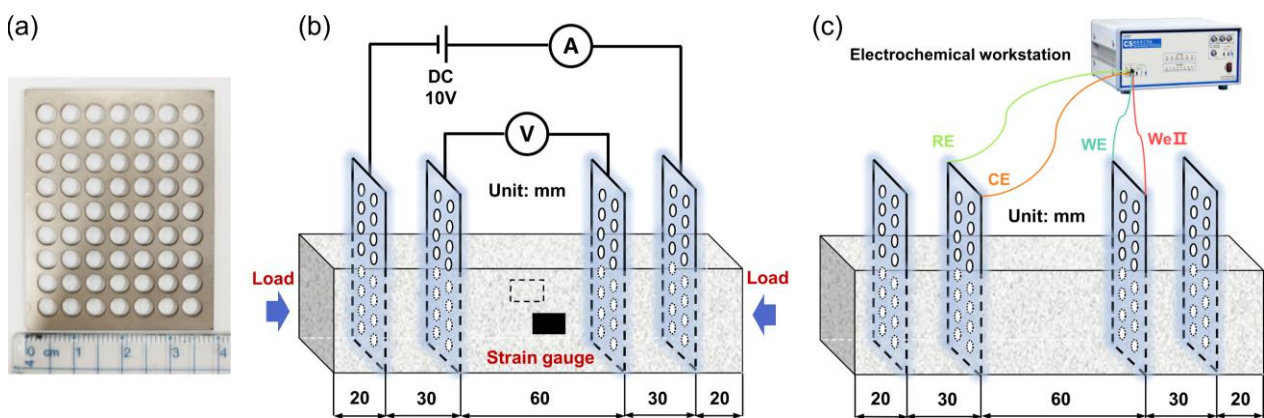 (a)
0 cm 1 2 3 4
(b)
A
DC
10V
V
Unit: mm
Load
Load
Strain gauge
20 30 60 30 20
(c)
Electrochemical workstation
CS
RE
CE
WE
WeⅡ
Unit: mm
20 30 60 30 20